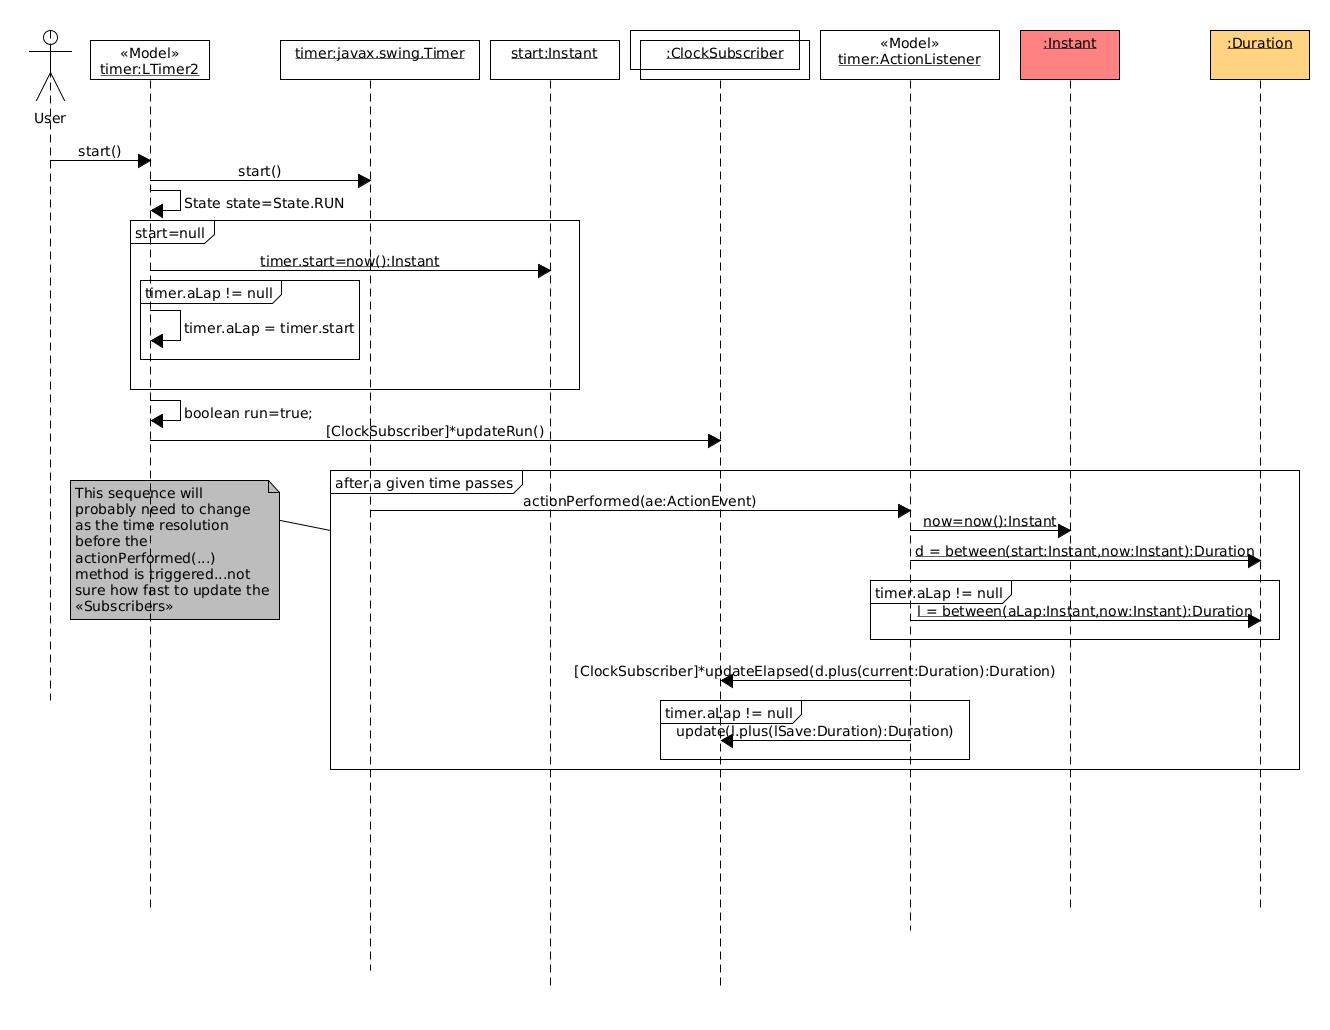 «Model»
timer:LTimer2
timer:javax.swing.Timer
start:Instant
:ClockSubscriber
«Model»
timer:ActionListener
:Instant
:Duration
User
start()
start()
State state=State.RUN
start=null
timer.start=now():Instant
timer.aLap != null
timer.aLap = timer.start
boolean run=true;
[ClockSubscriber]*updateRun()
after a given time passes
This sequence will
probably need to change
as the time resolution
before the
actionPerformed(...)
method is triggered...not
sure how fast to update the
«Subscribers»
actionPerformed(ae:ActionEvent)
now=now():Instant
d = between(start:Instant,now:Instant):Duration
timer.aLap != null
l = between(aLap:Instant,now:Instant):Duration
[ClockSubscriber]*updateElapsed(d.plus(current:Duration):Duration)
timer.aLap != null
update(l.plus(lSave:Duration):Duration)